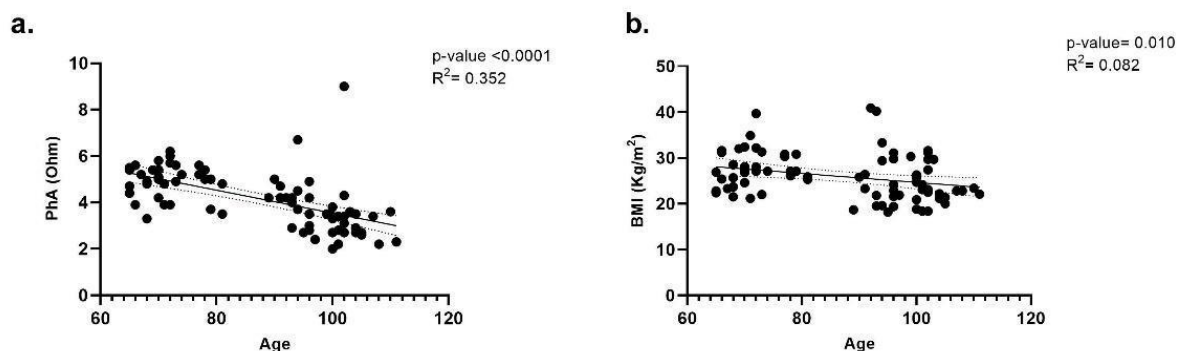 a.
p-value <0.0001
R²= 0.352
10
8
6
4
2
0
PhA (Ohm)
60
80
100
120
Age
b.
p-value= 0.010
R²= 0.082
50
40
30
20
10
0
BMI (Kg/m²)
60
80
100
120
Age